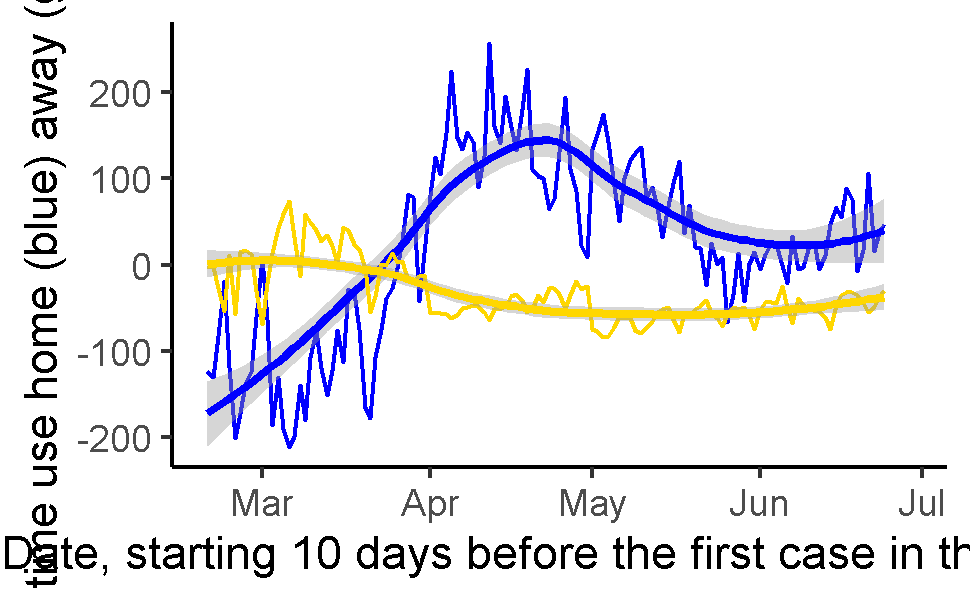 time use home (blue) away (
200
100
0
-100
-200
Mar Apr May Jun Jul
Date, starting 10 days before the first case in th